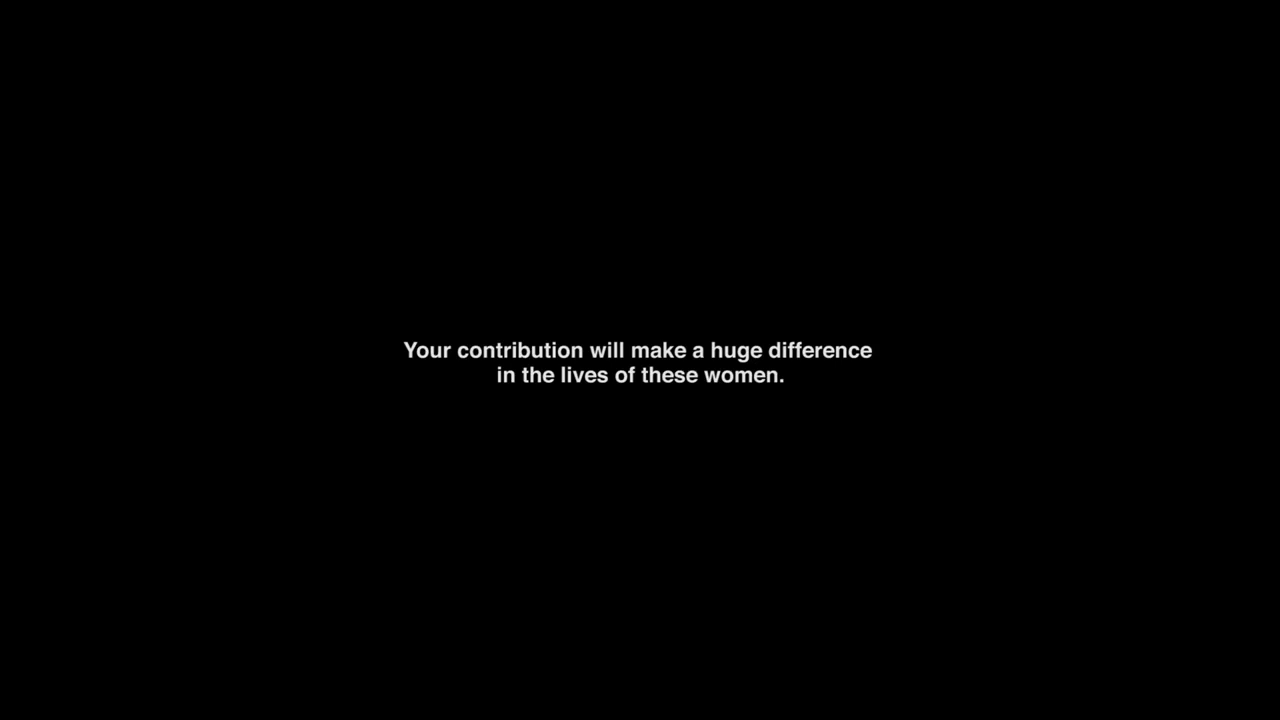 Your contribution will make a huge difference
in the lives of these women.